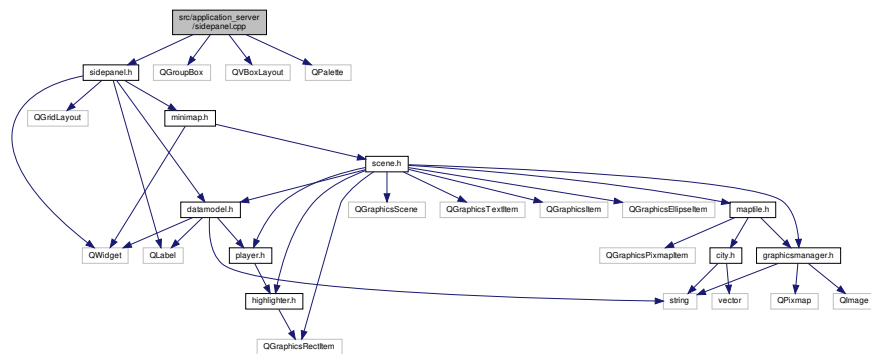 src/application_server
/sidepanel.cpp
sidepanel.h
QGroupBox
QVBoxLayout
QPalette
QGridLayout
minimap.h
scene.h
datamodel.h
QGraphicsScene
QGraphicsTextItem
QGraphicsItem
QGraphicsEllipseItem
maptile.h
QWidget
QLabel
player.h
QGraphicsPixmapItem
city.h
graphicsmanager.h
highlighter.h
string
vector
QPixmap
QImage
QGraphicsRectItem